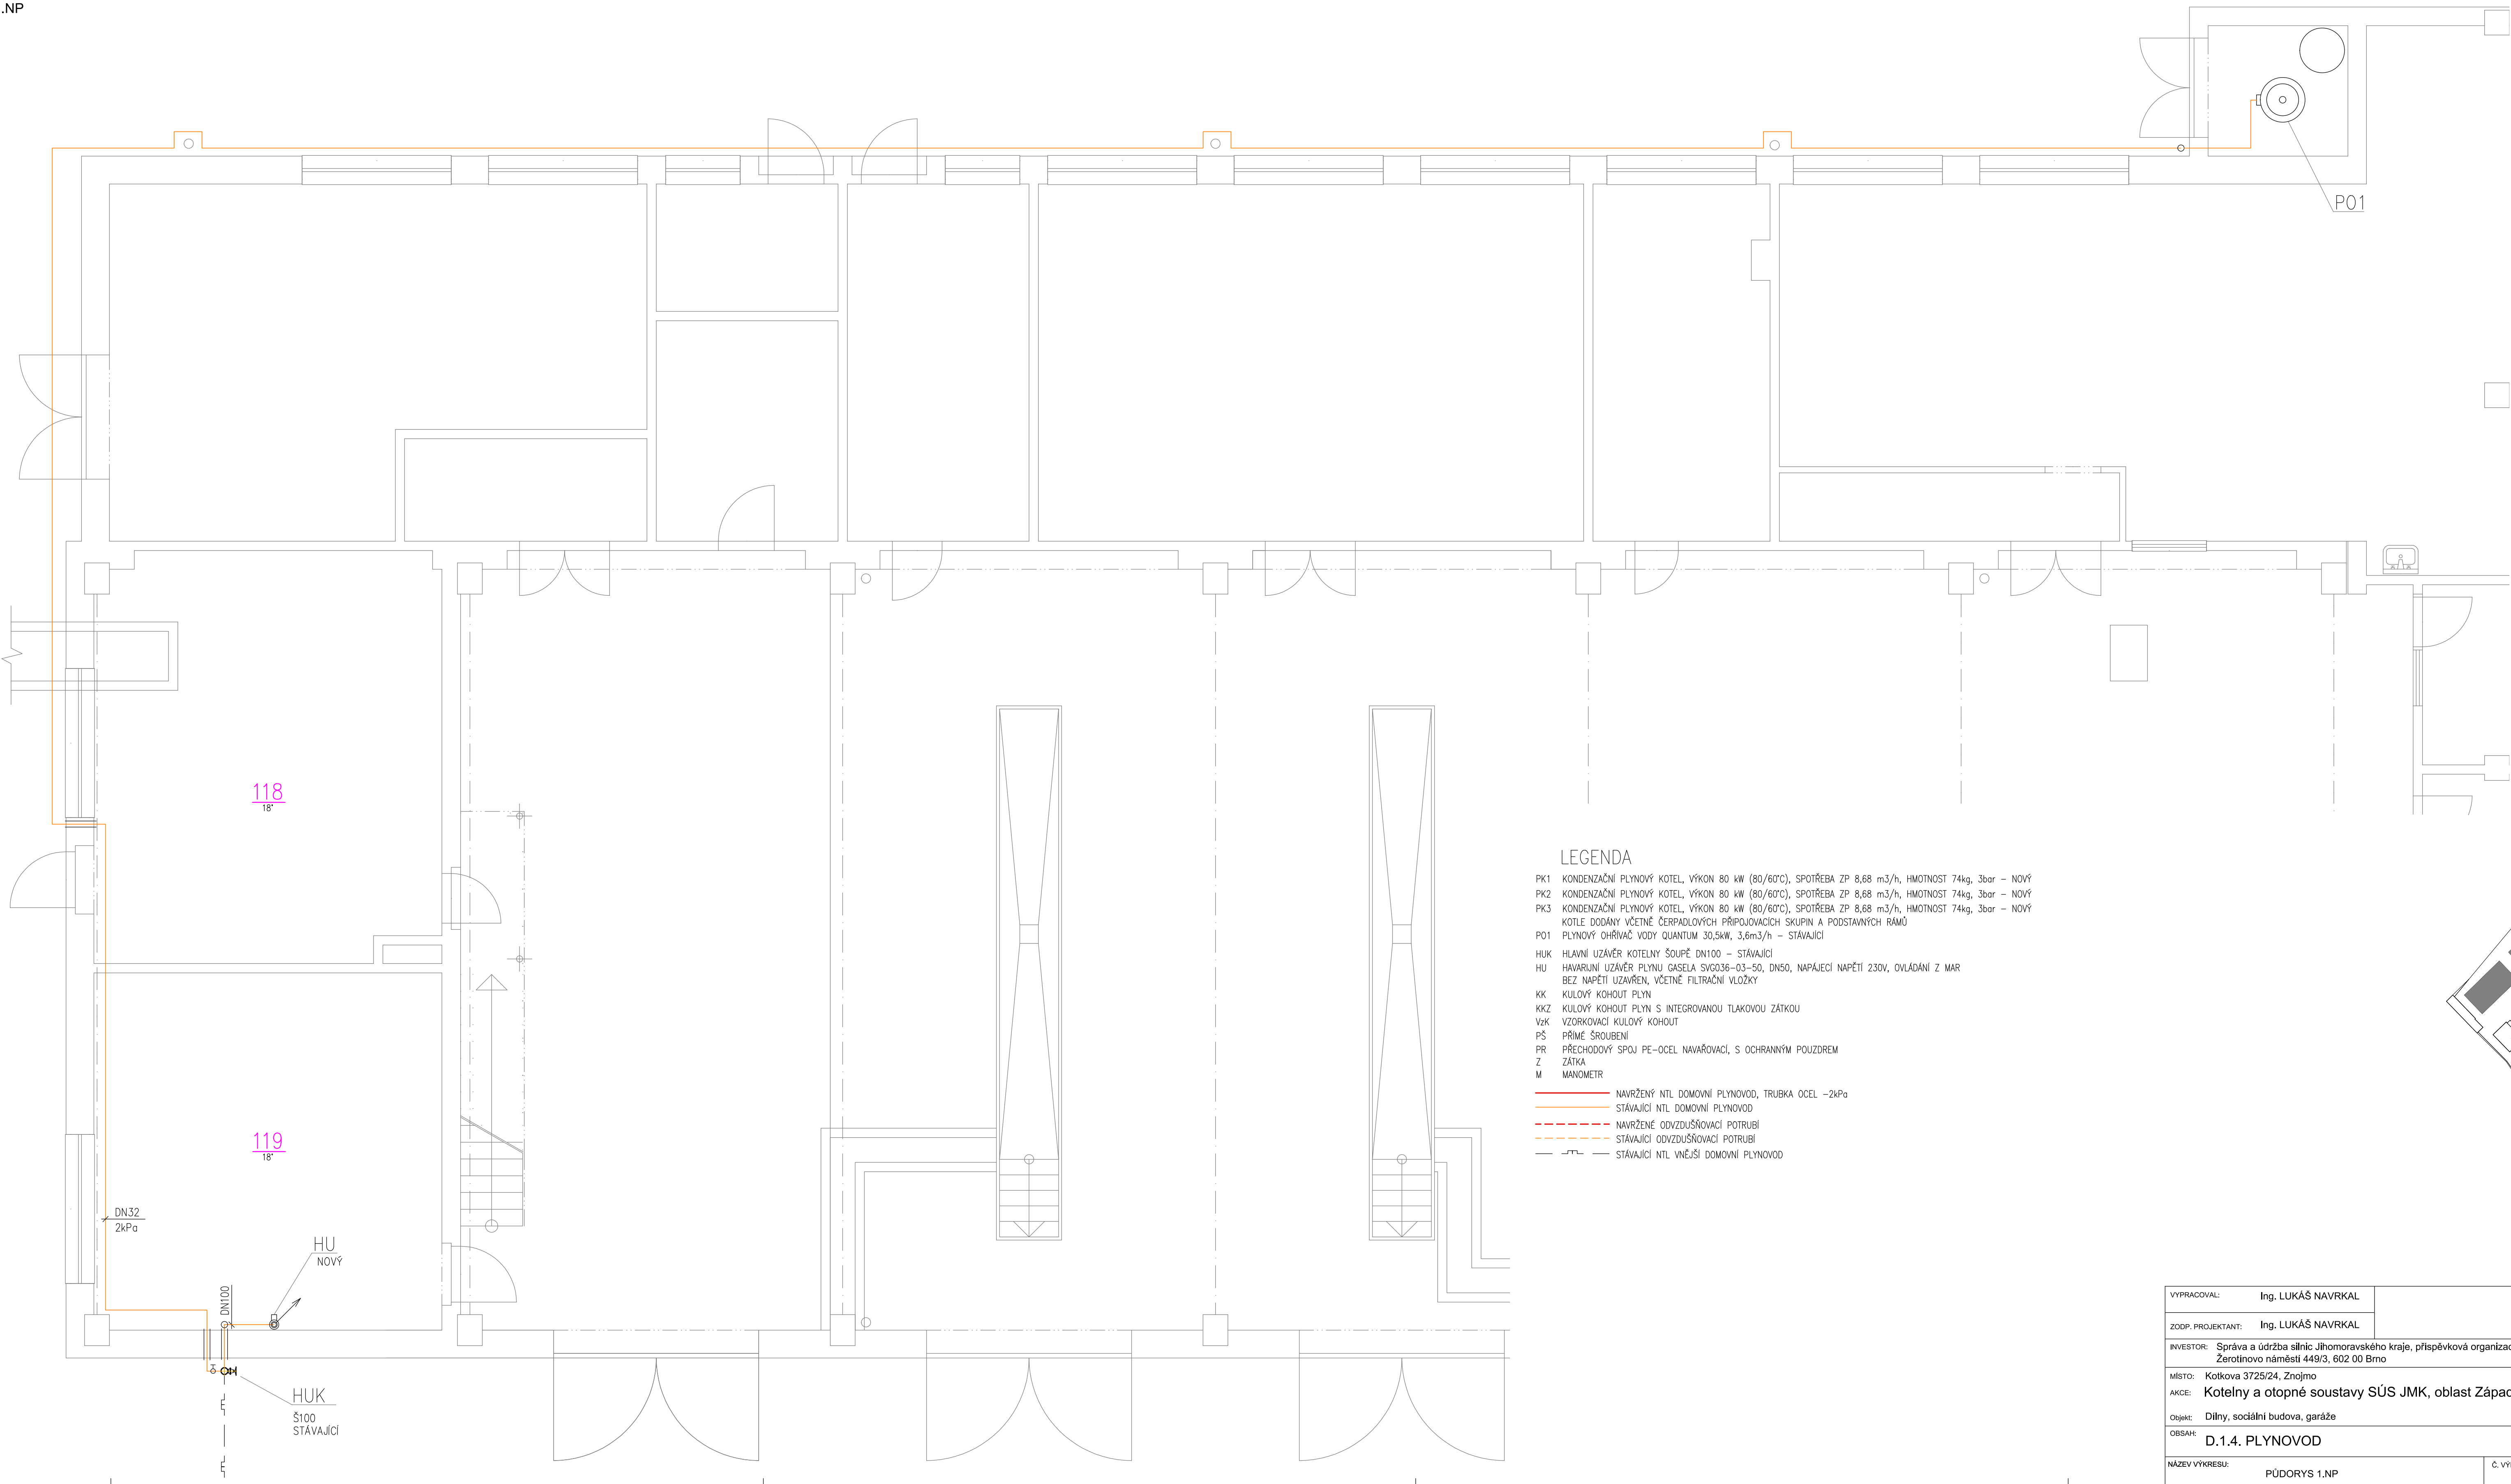 .NP
PO1
118
18°
119
18°
DN32
2kPa
HU
NOVÝ
DN100
HUK
Š100
STÁVAJÍCÍ
LEGENDA
PK1 KONDENZAČNÍ PLYNOVÝ KOTEL, VÝKON 80 kW (80/60°C), SPOTŘEBA ZP 8,68 m3/h, HMOTNOST 74kg, 3bar – NOVÝ
PK2 KONDENZAČNÍ PLYNOVÝ KOTEL, VÝKON 80 kW (80/60°C), SPOTŘEBA ZP 8,68 m3/h, HMOTNOST 74kg, 3bar – NOVÝ
PK3 KONDENZAČNÍ PLYNOVÝ KOTEL, VÝKON 80 kW (80/60°C), SPOTŘEBA ZP 8,68 m3/h, HMOTNOST 74kg, 3bar – NOVÝ
KOTLE DODÁNY VČETNĚ ČERPADLOVÝCH PŘIPOJOVACÍCH SKUPIN A PODSTAVNÝCH RÁMŮ
PO1 PLYNOVÝ OHŘÍVAČ VODY QUANTUM 30,5kW, 3,6m3/h – STÁVAJÍCÍ
HUK HLAVNÍ UZÁVĚR KOTELNY ŠOUPĚ DN100 – STÁVAJÍCÍ
HU HAVARIJNÍ UZÁVĚR PLYNU GASELA SVG036–03–50, DN50, NAPÁJECÍ NAPĚTÍ 230V, OVLÁDÁNÍ Z MAR
BEZ NAPĚTÍ UZAVŘEN, VČETNĚ FILTRAČNÍ VLOŽKY
KK KULOVÝ KOHOUT PLYN
KKZ KULOVÝ KOHOUT PLYN S INTEGROVANOU TLAKOVOU ZÁTKOU
VzK VZORKOVACÍ KULOVÝ KOHOUT
PŠ PŘÍMÉ ŠROUBENÍ
PR PŘECHODOVÝ SPOJ PE–OCEL NAVAŘOVACÍ, S OCHRANNÝM POUZDREM
Z ZÁTKA
M MANOMETR
NAVRŽENÝ NTL DOMOVNÍ PLYNOVOD, TRUBKA OCEL –2kPa
STÁVAJÍCÍ NTL DOMOVNÍ PLYNOVOD
NAVRŽENÉ ODVZDUŠŇOVACÍ POTRUBÍ
STÁVAJÍCÍ ODVZDUŠŇOVACÍ POTRUBÍ
STÁVAJÍCÍ NTL VNĚJŠÍ DOMOVNÍ PLYNOVOD
VYPRACOVAL: Ing. LUKÁŠ NAVRKAL
ZODP. PROJEKTANT: Ing. LUKÁŠ NAVRKAL
INVESTOR: Správa a údržba silnic Jihomoravského kraje, příspěvková organizac
Žerotínovo náměstí 449/3, 602 00 Brno
MÍSTO: Kotkova 3725/24, Znojmo
AKCE: Kotelny a otopné soustavy SÚS JMK, oblast Západ
Objekt: Dílny, sociální budova, garáže
OBSAH: D.1.4. PLYNOVOD
NÁZEV VÝKRESU:
PŮDORYS 1.NP
Č. VÝ